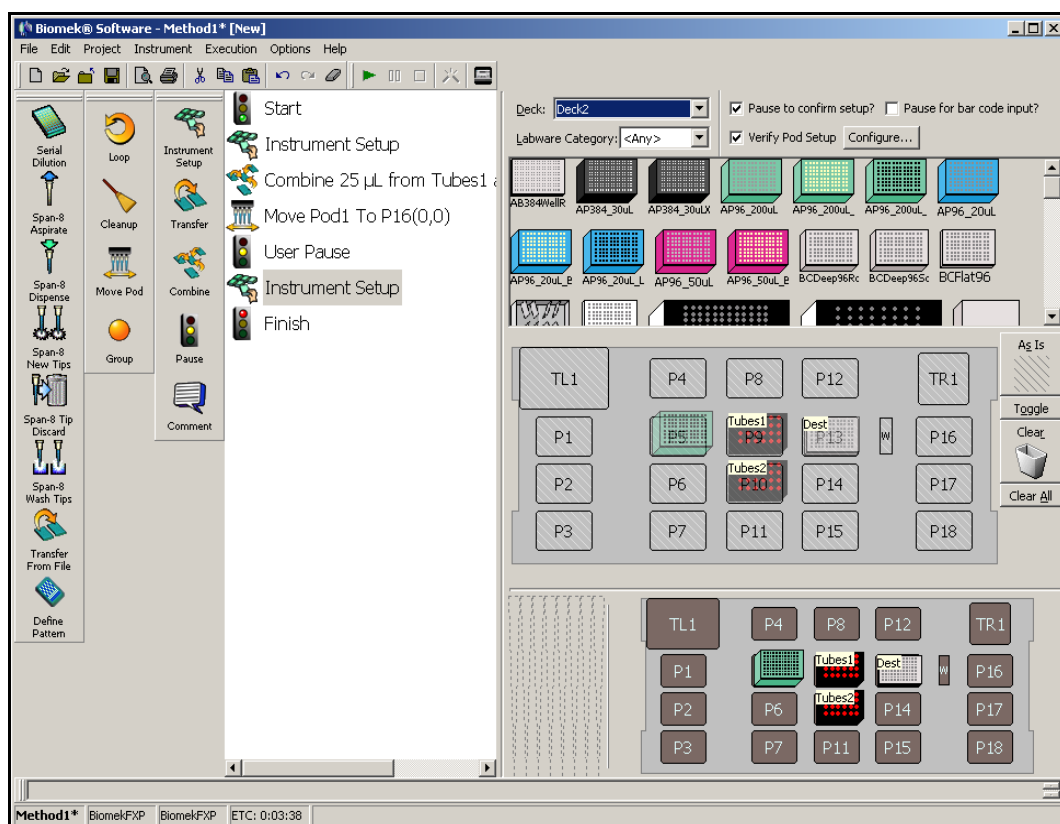 Biomek® Software - Method1* [New]
File Edit Project Instrument Execution Options Help
Serial Dilution
Span-8 Aspirate
Span-8 Dispense
Span-8 New Tips
Span-8 Tip Discard
Span-8 Wash Tips
Transfer From File
Define Pattern
Loop
Cleanup
Move Pod
Group
Instrument Setup
Transfer
Combine
Pause
Comment
Start
Instrument Setup
Combine 25 µL from Tubes1 a
Move Pod1 To P16(0,0)
User Pause
Instrument Setup
Finish
Deck: Deck2
Pause to confirm setup? Pause for bar code input?
Labware Category: <Any>
Verify Pod Setup Configure...
AB384WellR AP384_30uL AP384_30uLX AP96_200uL AP96_200uL_ AP96_200uL_ AP96_20uL
AP96_20uL_B AP96_20uL_L AP96_50uL AP96_50uL_B BCDeep96Rc BCDeep96Sc BCFlat96
TL1 P4 P8 P12 TR1
Tubes1 Dest
P1 P5 P9 P13 W P16
Tubes2
P2 P6 P10 P14 P17
P3 P7 P11 P15 P18
As Is
Toggle
Clear
Clear All
TL1 P4 P8 P12 TR1
Tubes1 Dest
P1 W P16
Tubes2
P2 P6 P14 P17
P3 P7 P11 P15 P18
Method1* BiomekFXP BiomekFXP ETC: 0:03:38